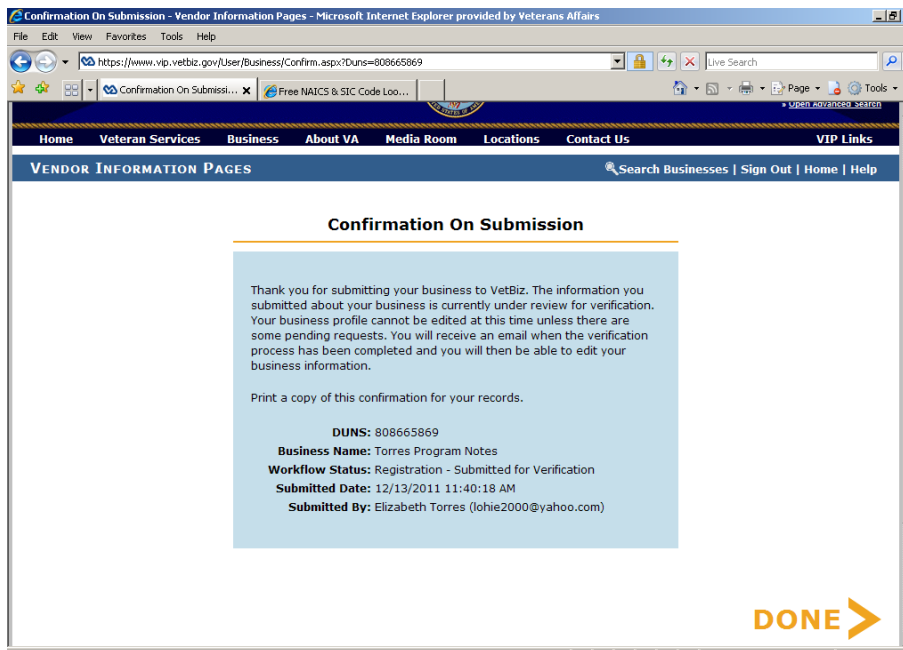 Confirmation On Submission - Vendor Information Pages - Microsoft Internet Explorer provided by Veterans Affairs
File Edit View Favorites Tools Help
https://www.vip.vetbiz.gov/User/Business/Confirm.aspx?Duns=808665869
Live Search
Confirmation On Submissi...
Free NAICS & SIC Code Loo...
Page
Tools
Open Advanced Search
Home Veteran Services Business About VA Media Room Locations Contact Us VIP Links
VENDOR INFORMATION PAGES
Search Businesses | Sign Out | Home | Help
Confirmation On Submission
Thank you for submitting your business to VetBiz. The information you
submitted about your business is currently under review for verification.
Your business profile cannot be edited at this time unless there are
some pending requests. You will receive an email when the verification
process has been completed and you will then be able to edit your
business information.
Print a copy of this confirmation for your records.
DUNS: 808665869
Business Name: Torres Program Notes
Workflow Status: Registration - Submitted for Verification
Submitted Date: 12/13/2011 11:40:18 AM
Submitted By: Elizabeth Torres (lohie2000@yahoo.com)
DONE